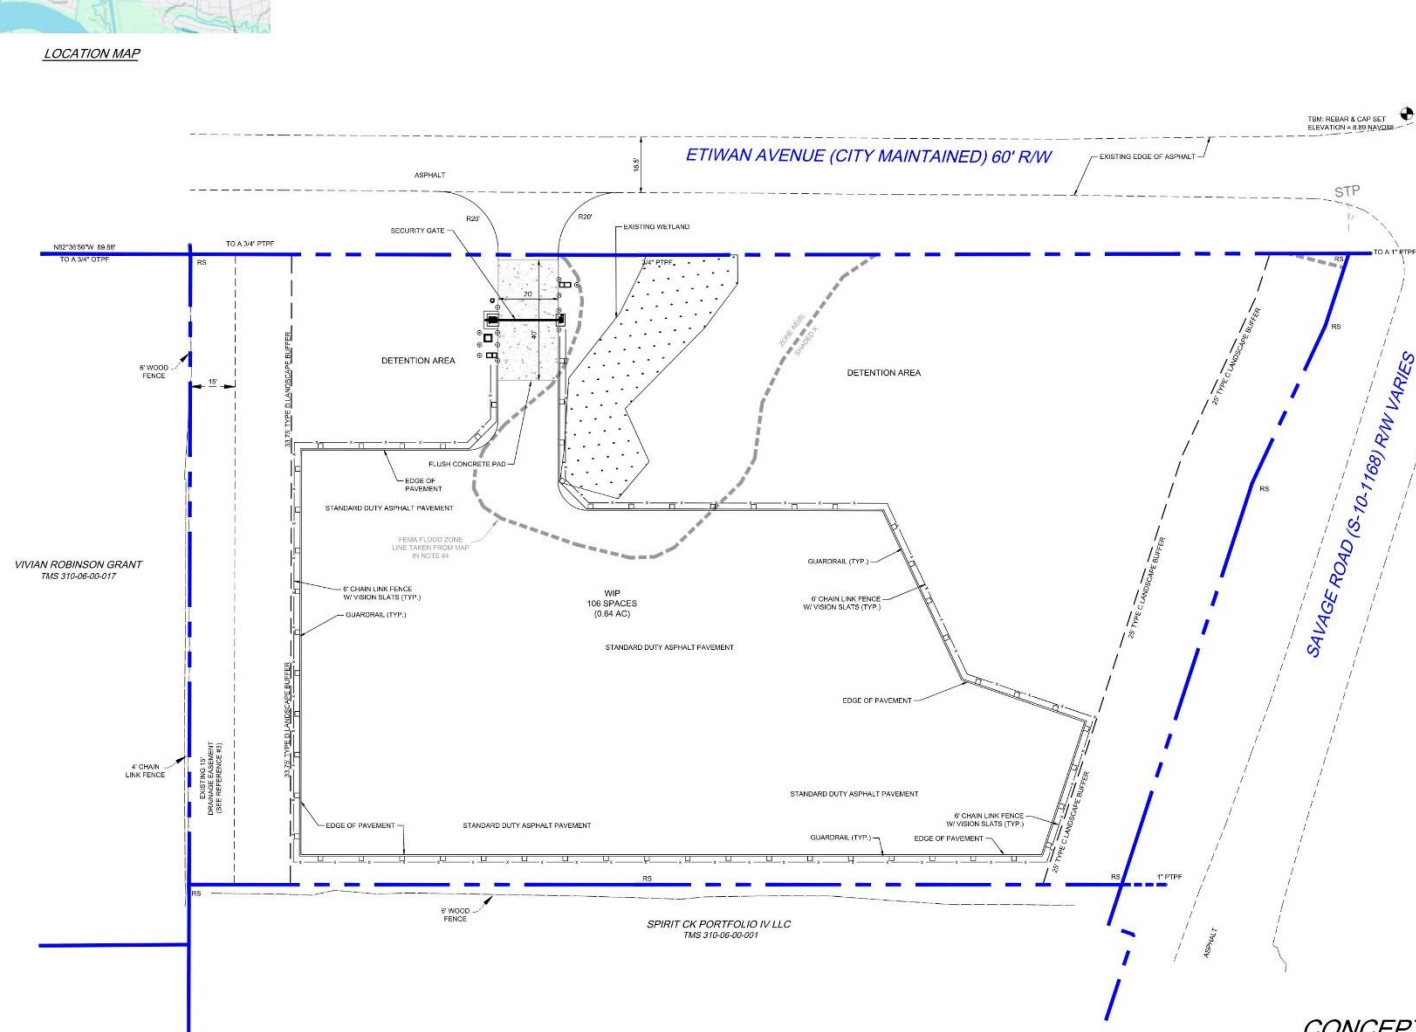 LOCATION MAP
TBM: REBAR & CAP SET
ELEVATION = 8.89 NAVD88
ETIWAN AVENUE (CITY MAINTAINED) 60' R/W
18.5'
EXISTING EDGE OF ASPHALT
ASPHALT
STP
R20'
R20'
SECURITY GATE
EXISTING WETLAND
N82°36'56"W 89.88'
TO A 3/4" OTPF
TO A 3/4" PTPF
RS
3/4" PTPF
RS
TO A 1" PTPF
20'
40'
ZONE AE(8)
SHADED X
25' TYPE C LANDSCAPE BUFFER
RS
DETENTION AREA
DETENTION AREA
6' WOOD
FENCE
15'
33.75' TYPE D LANDSCAPE BUFFER
SAVAGE ROAD (S-10-1168) R/W VARIES
FLUSH CONCRETE PAD
EDGE OF
PAVEMENT
RS
STANDARD DUTY ASPHALT PAVEMENT
FEMA FLOOD ZONE
LINE TAKEN FROM MAP
IN NOTE #4
GUARDRAIL (TYP.)
VIVIAN ROBINSON GRANT
TMS 310-06-00-017
6' CHAIN LINK FENCE
W/ VISION SLATS (TYP.)
GUARDRAIL (TYP.)
WIP
106 SPACES
(0.64 AC)
6' CHAIN LINK FENCE
W/ VISION SLATS (TYP.)
25' TYPE C LANDSCAPE BUFFER
STANDARD DUTY ASPHALT PAVEMENT
33.75' TYPE D LANDSCAPE BUFFER
EDGE OF PAVEMENT
4' CHAIN
LINK FENCE
EXISTING 15'
DRAINAGE EASEMENT
(SEE REFERENCE #3)
STANDARD DUTY ASPHALT PAVEMENT
6' CHAIN LINK FENCE
W/ VISION SLATS (TYP.)
25' TYPE C LANDSCAPE BUFFER
EDGE OF PAVEMENT
STANDARD DUTY ASPHALT PAVEMENT
GUARDRAIL (TYP.)
EDGE OF PAVEMENT
RS
RS
RS
1" PTPF
6' WOOD
FENCE
SPIRIT CK PORTFOLIO IV LLC
TMS 310-06-00-001
ASPHALT
CONCEPT